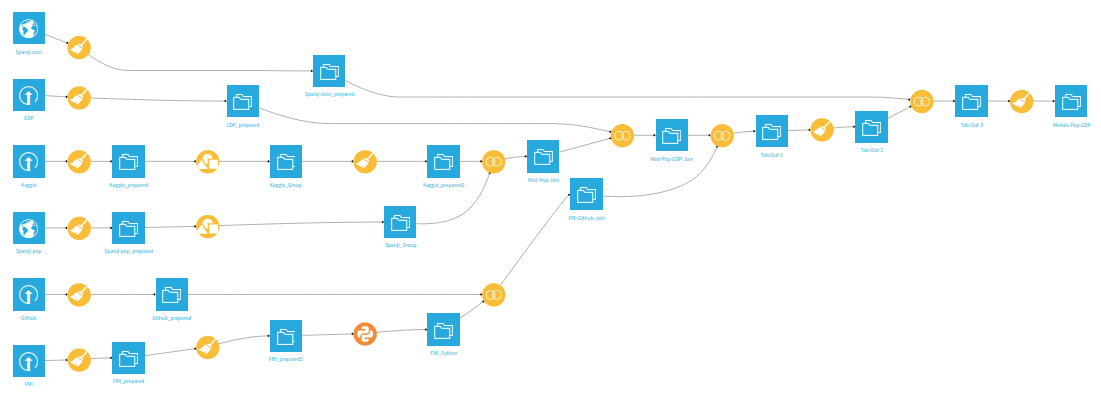 Sparql-coor
Sparql-coor_prepared
GDP
GDP_prepared
Tab-Out-3
Medals-Pop-GDP
Tab-Out-1
Tab-Out-2
Med-Pop-GDP-Join
Kaggle
Kaggle_prepared
Kaggle_Group
Kaggle_prepared2
Med-Pop-Join
FMI-Github-Join
Sparql-pop
Sparql-pop_prepared
Sparql_Group
Github
Github_prepared
FMI
FMI_prepared
FMI_prepared2
FMI_Python